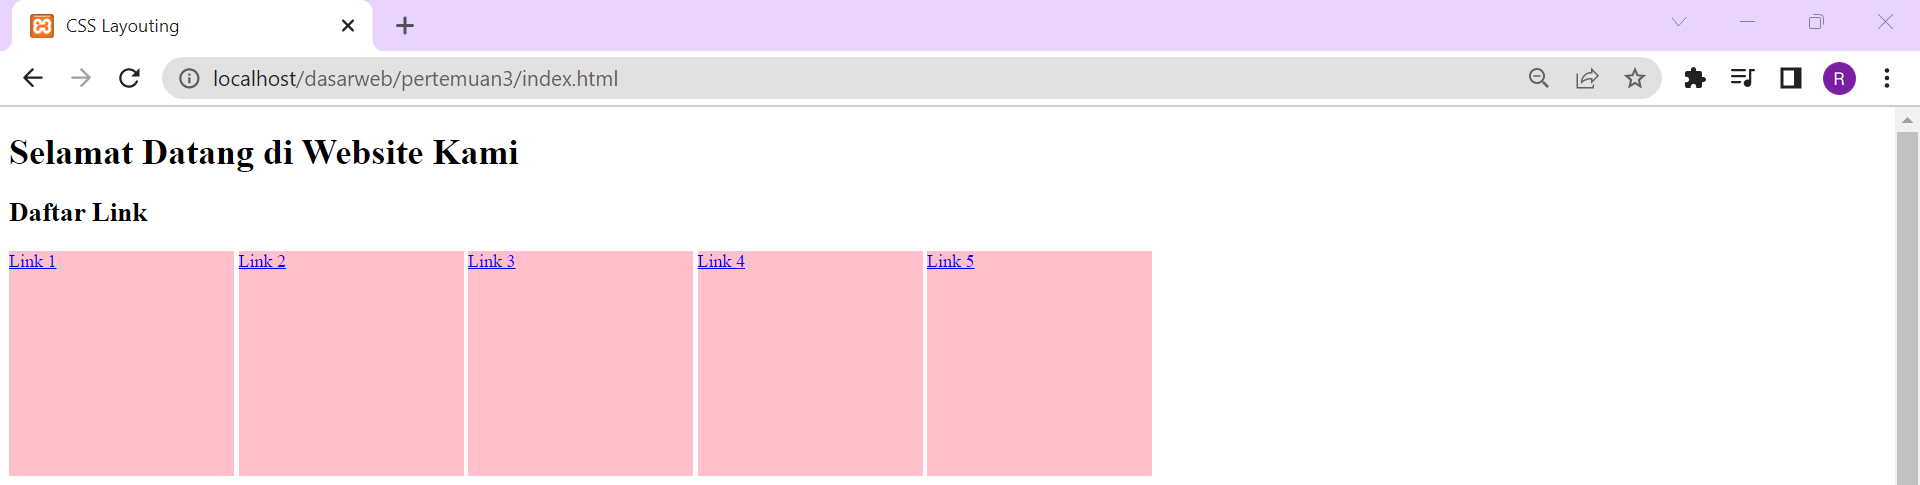 CSS Layouting
localhost/dasarweb/pertemuan3/index.html
R
Selamat Datang di Website Kami
Daftar Link
Link 1 Link 2 Link 3 Link 4 Link 5